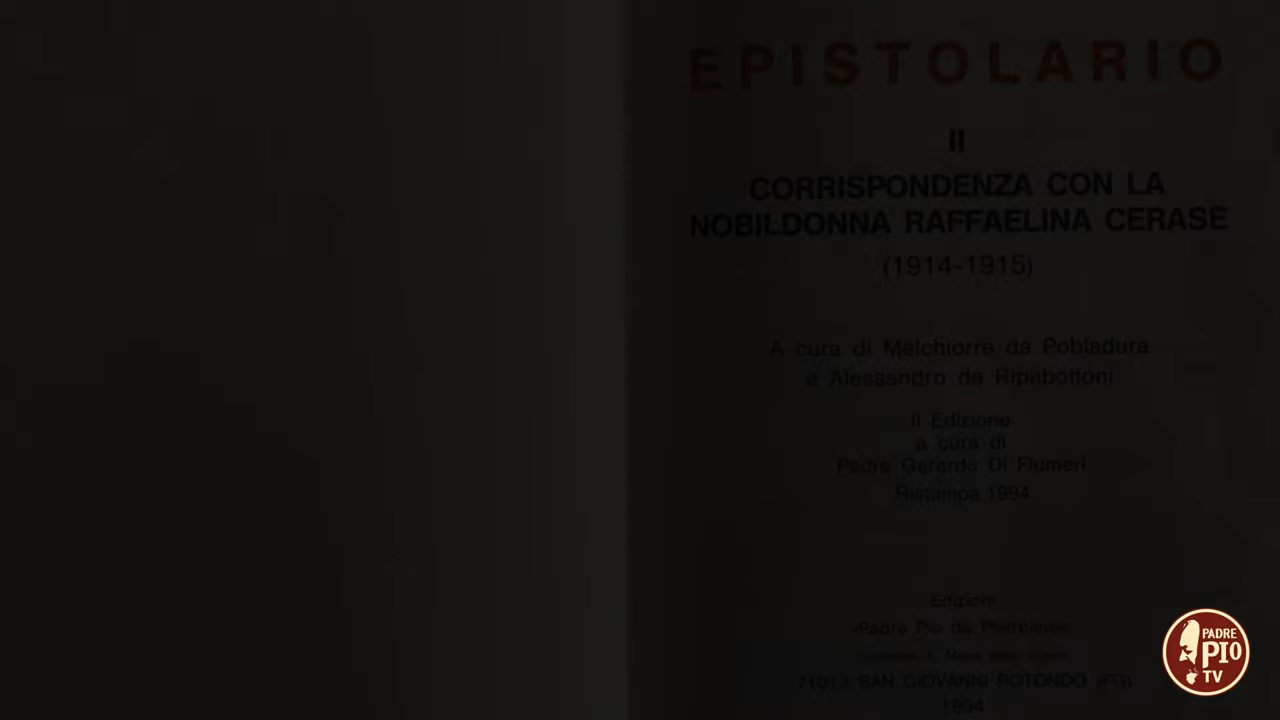 EPISTOLARIO
II
CORRISPONDENZA CON LA
NOBILDONNA RAFFAELINA CERASE
(1914-1915)
A cura di Melchiorre da Pobladura
e Alessandro da Ripabottoni
II Edizione
a cura di
Padre Gerardo Di Flumeri
Ristampa 1994
Edizioni
«Padre Pio da Pietrelcina»
71013 SAN GIOVANNI ROTONDO (FG)
1994
PADRE
PIO
TV